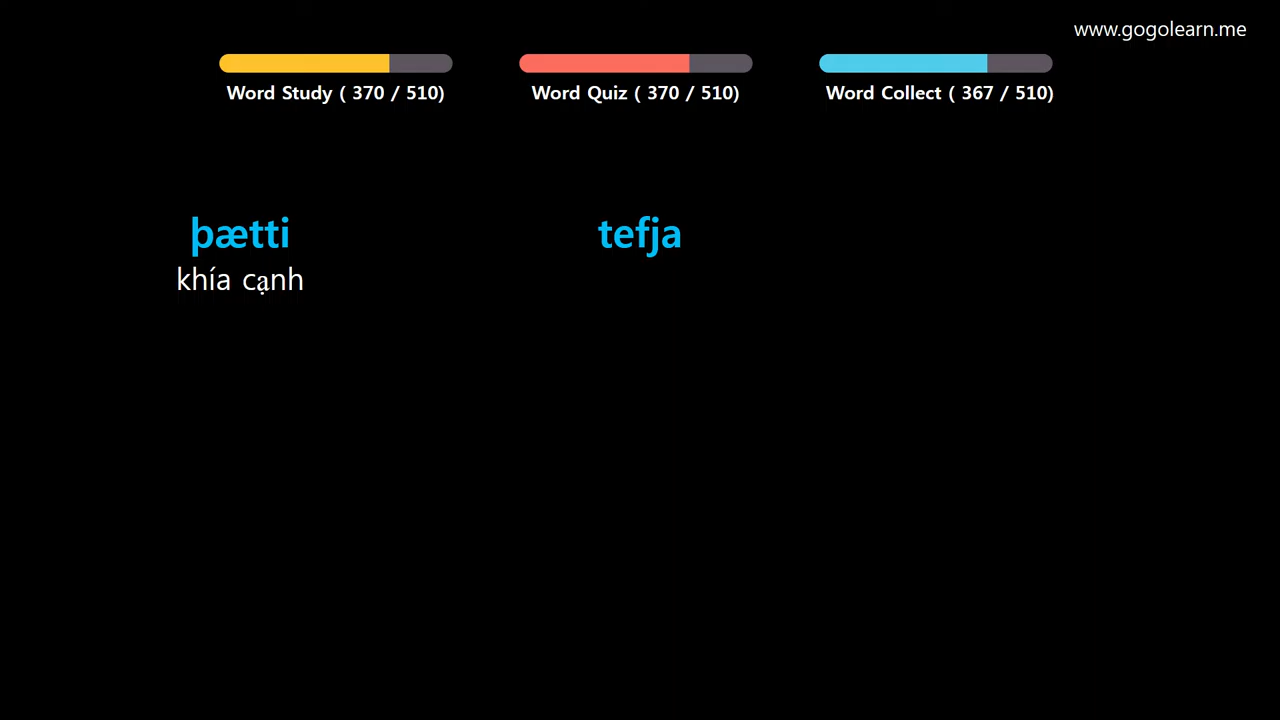 www.gogolearn.me
Word Study ( 370 / 510)
Word Quiz ( 370 / 510)
Word Collect ( 367 / 510)
þætti
khía cạnh
tefja